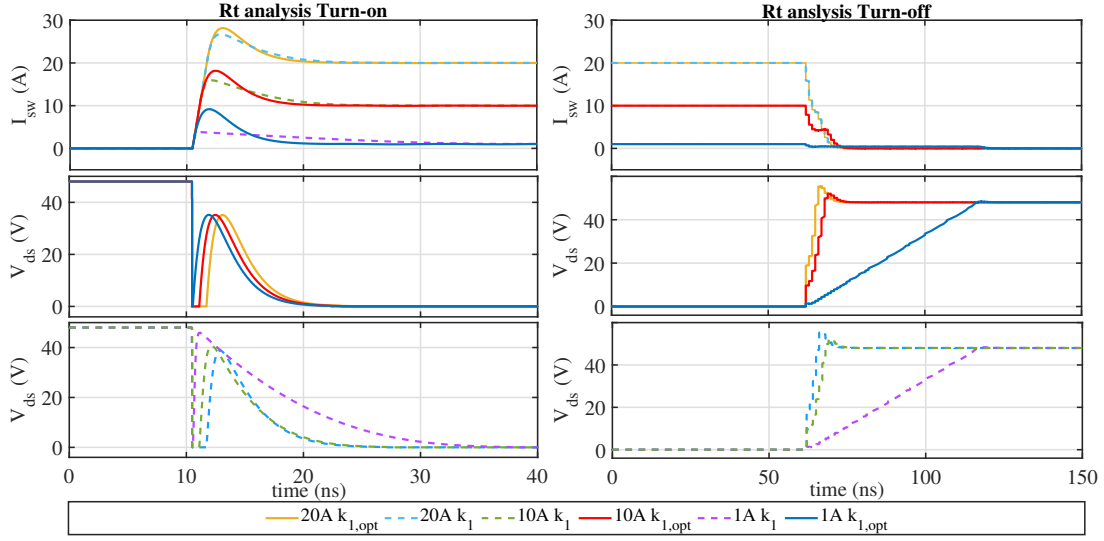 Rt analysis Turn-on
Rt anslysis Turn-off
30
20
10
0
I_sw (A)
30
20
10
0
I_sw (A)
40
20
0
V_ds (V)
40
20
0
V_ds (V)
40
20
0
V_ds (V)
40
20
0
V_ds (V)
0 10 20 30 40
time (ns)
0 50 100 150
time (ns)
20A k_1,opt 20A k_1 10A k_1 10A k_1,opt 1A k_1 1A k_1,opt